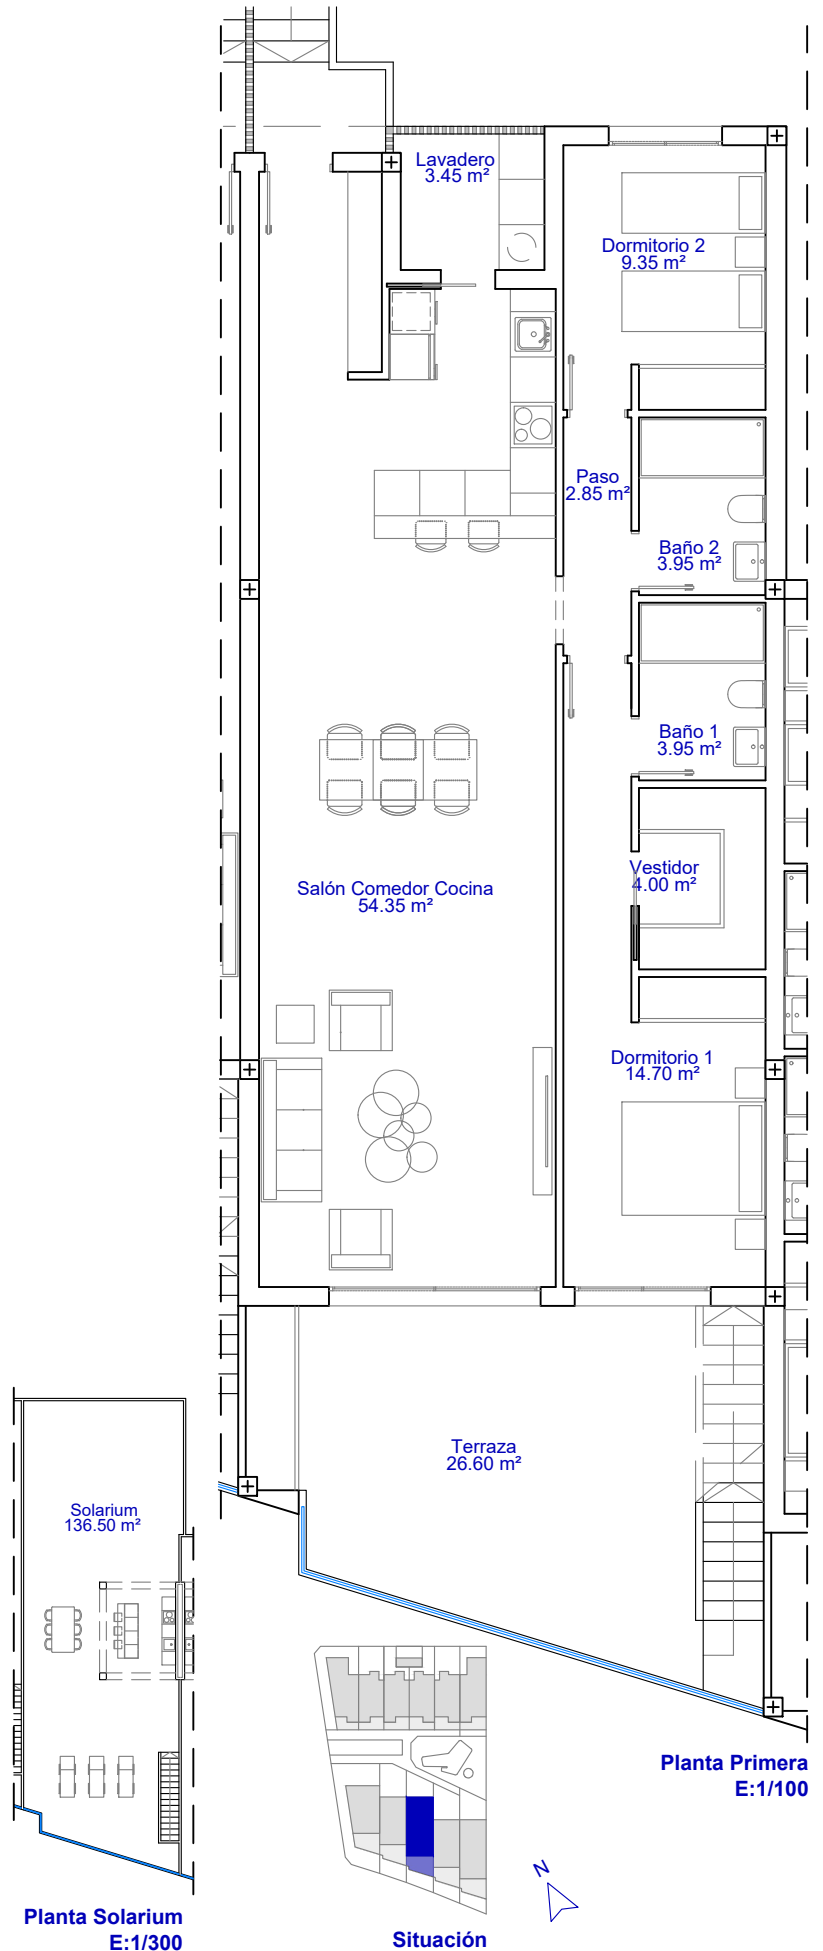 Lavadero
3.45 m²
Dormitorio 2
9.35 m²
Paso
2.85 m²
Baño 2
3.95 m²
Baño 1
3.95 m²
Vestidor
4.00 m²
Salón Comedor Cocina
54.35 m²
Dormitorio 1
14.70 m²
Terraza
26.60 m²
Solarium
136.50 m²
Planta Primera
E:1/100
N
Planta Solarium
E:1/300
Situación